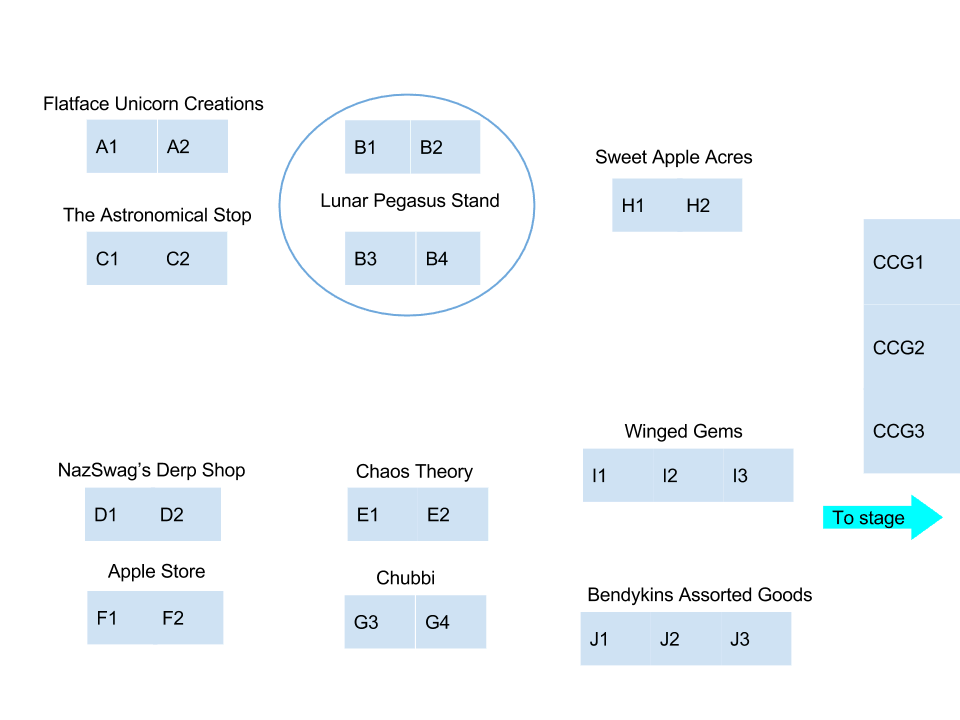 Flatface Unicorn Creations
A1 A2
B1 B2
Sweet Apple Acres
H1 H2
The Astronomical Stop
C1 C2
Lunar Pegasus Stand
B3 B4
CCG1
CCG2
CCG3
Winged Gems
I1 I2 I3
NazSwag's Derp Shop
D1 D2
Chaos Theory
E1 E2
To stage
Apple Store
F1 F2
Chubbi
G3 G4
Bendykins Assorted Goods
J1 J2 J3